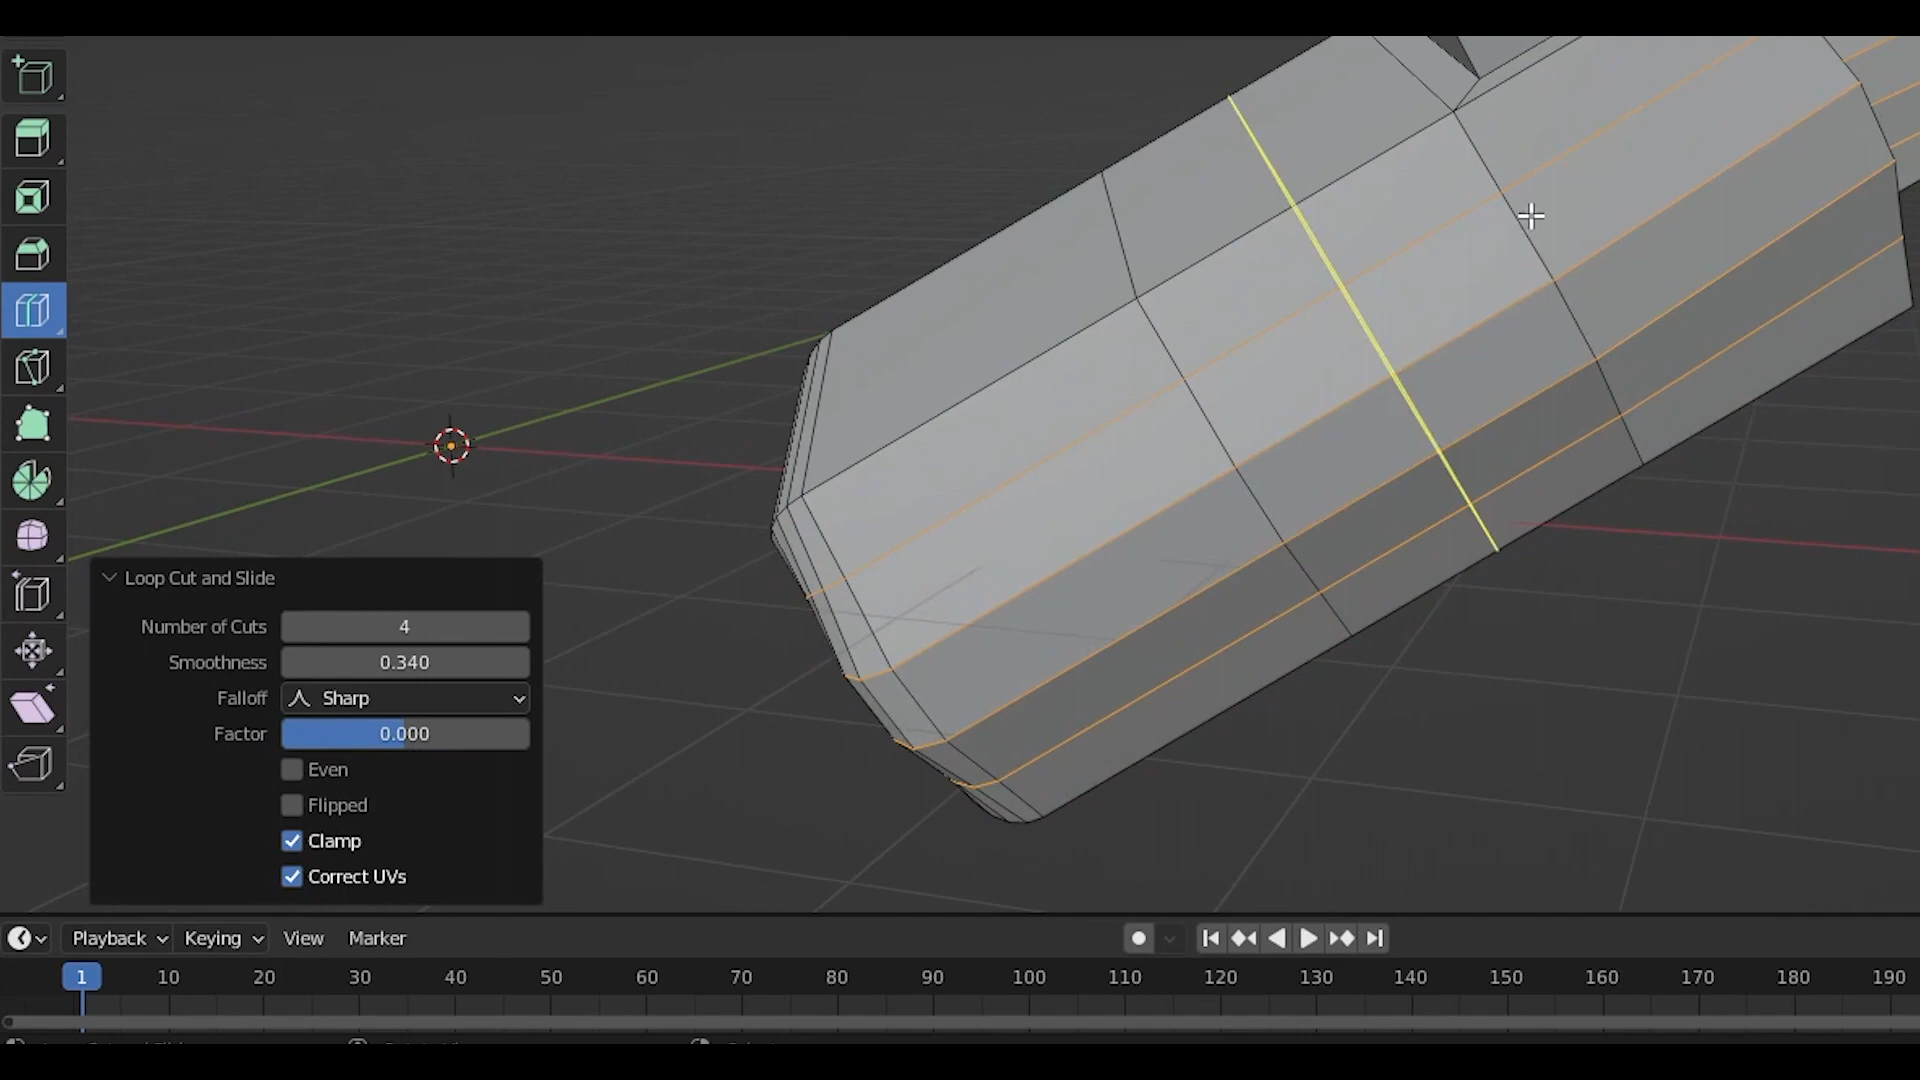 Loop Cut and Slide
Number of Cuts 4
Smoothness 0.340
Falloff Sharp
Factor 0.000
Even
Flipped
Clamp
Correct UVs
Playback Keying View Marker
1 10 20 30 40 50 60 70 80 90 100 110 120 130 140 150 160 170 180 190